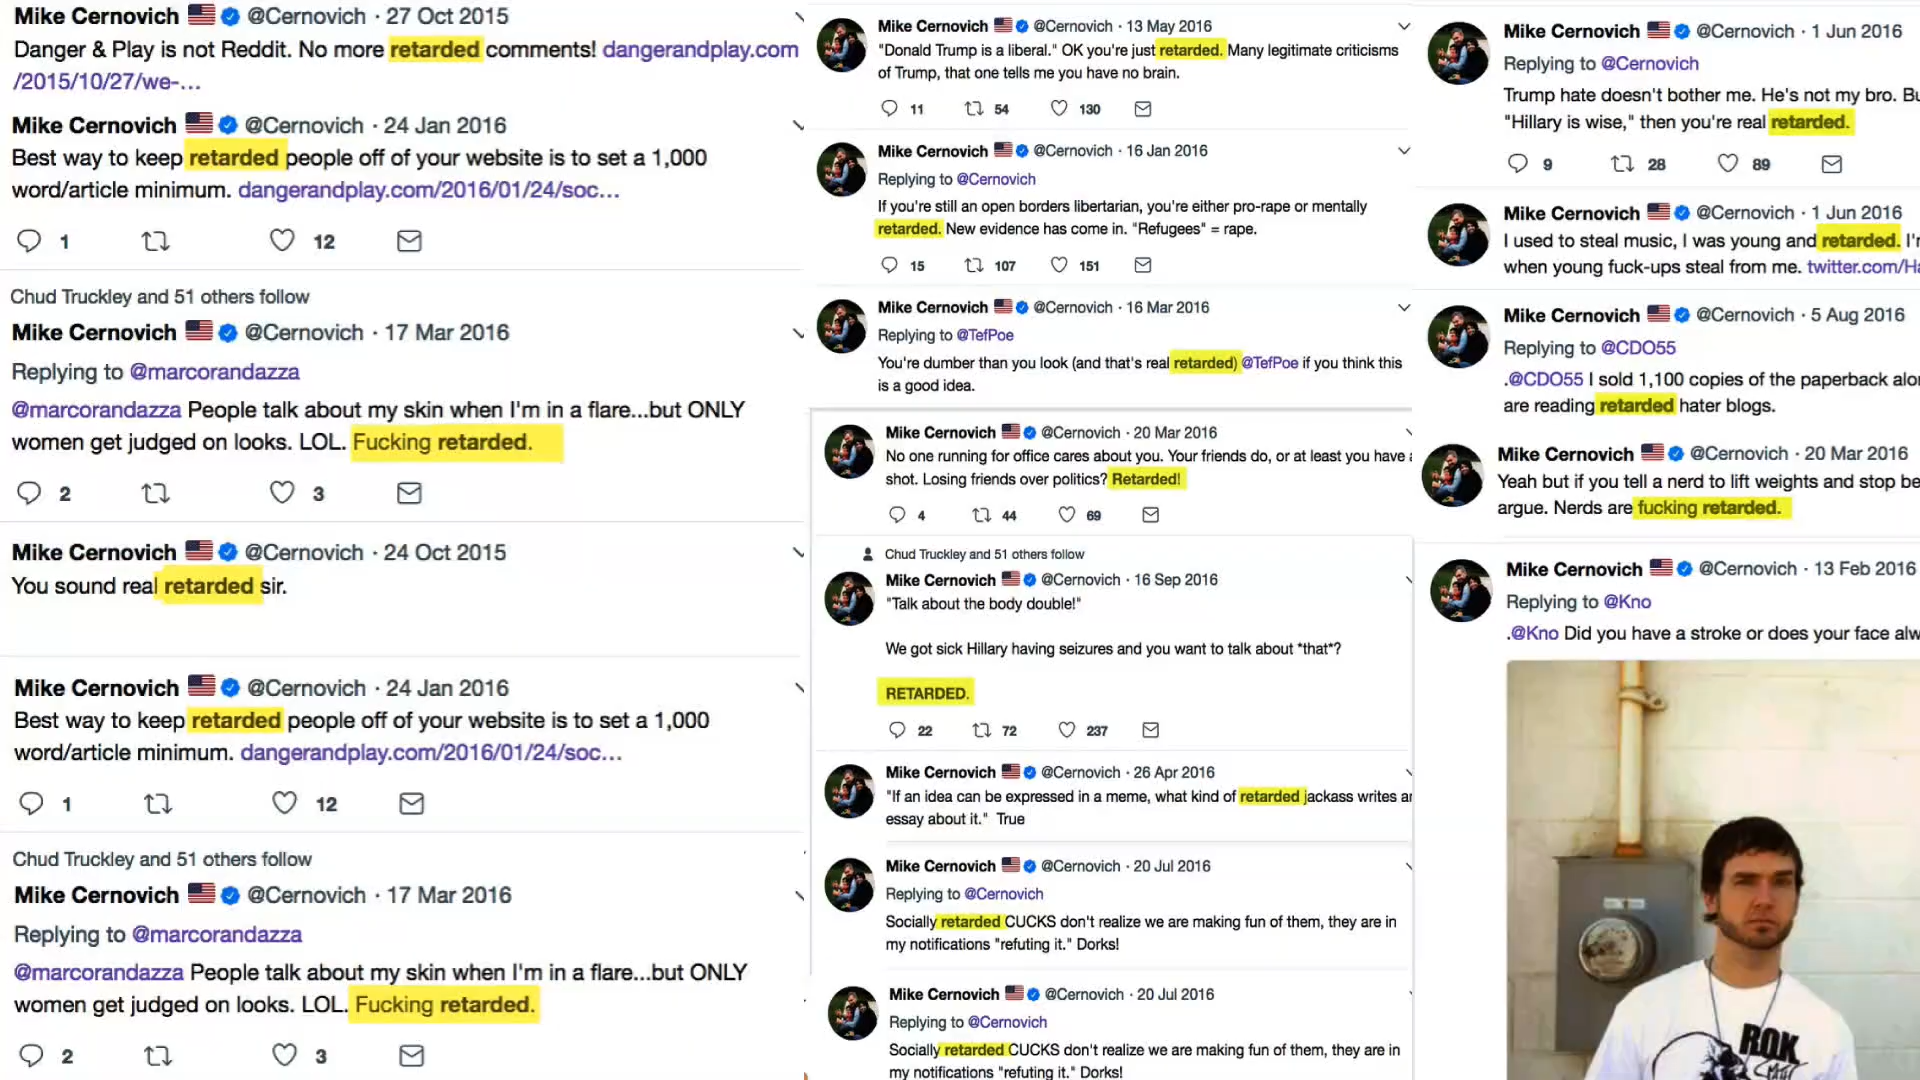 Mike Cernovich @Cernovich · 27 Oct 2015
Danger & Play is not Reddit. No more retarded comments! dangerandplay.com
/2015/10/27/we-...
Mike Cernovich @Cernovich · 24 Jan 2016
Best way to keep retarded people off of your website is to set a 1,000
word/article minimum. dangerandplay.com/2016/01/24/soc...
1 12
Chud Truckley and 51 others follow
Mike Cernovich @Cernovich · 17 Mar 2016
Replying to @marcorandazza
@marcorandazza People talk about my skin when I'm in a flare...but ONLY
women get judged on looks. LOL. Fucking retarded.
2 3
Mike Cernovich @Cernovich · 24 Oct 2015
You sound real retarded sir.
Mike Cernovich @Cernovich · 24 Jan 2016
Best way to keep retarded people off of your website is to set a 1,000
word/article minimum. dangerandplay.com/2016/01/24/soc...
1 12
Chud Truckley and 51 others follow
Mike Cernovich @Cernovich · 17 Mar 2016
Replying to @marcorandazza
@marcorandazza People talk about my skin when I'm in a flare...but ONLY
women get judged on looks. LOL. Fucking retarded.
2 3
Mike Cernovich @Cernovich · 13 May 2016
"Donald Trump is a liberal." OK you're just retarded. Many legitimate criticisms
of Trump, that one tells me you have no brain.
11 54 130
Mike Cernovich @Cernovich · 16 Jan 2016
Replying to @Cernovich
If you're still an open borders libertarian, you're either pro-rape or mentally
retarded. New evidence has come in. "Refugees" = rape.
15 107 151
Mike Cernovich @Cernovich · 16 Mar 2016
Replying to @TefPoe
You're dumber than you look (and that's real retarded) @TefPoe if you think this
is a good idea.
Mike Cernovich @Cernovich · 20 Mar 2016
No one running for office cares about you. Your friends do, or at least you have a
shot. Losing friends over politics? Retarded!
4 44 69
Chud Truckley and 51 others follow
Mike Cernovich @Cernovich · 16 Sep 2016
"Talk about the body double!"
We got sick Hillary having seizures and you want to talk about *that*?
RETARDED.
22 72 237
Mike Cernovich @Cernovich · 26 Apr 2016
"If an idea can be expressed in a meme, what kind of retarded jackass writes an
essay about it." True
Mike Cernovich @Cernovich · 20 Jul 2016
Replying to @Cernovich
Socially retarded CUCKS don't realize we are making fun of them, they are in
my notifications "refuting it." Dorks!
Mike Cernovich @Cernovich · 20 Jul 2016
Replying to @Cernovich
Socially retarded CUCKS don't realize we are making fun of them, they are in
my notifications "refuting it." Dorks!
Mike Cernovich @Cernovich · 1 Jun 2016
Replying to @Cernovich
Trump hate doesn't bother me. He's not my bro. Bu
"Hillary is wise," then you're real retarded.
9 28 89
Mike Cernovich @Cernovich · 1 Jun 2016
I used to steal music, I was young and retarded. I'
when young fuck-ups steal from me. twitter.com/Ha
Mike Cernovich @Cernovich · 5 Aug 2016
Replying to @CDO55
.@CDO55 I sold 1,100 copies of the paperback alo
are reading retarded hater blogs.
Mike Cernovich @Cernovich · 20 Mar 2016
Yeah but if you tell a nerd to lift weights and stop be
argue. Nerds are fucking retarded.
Mike Cernovich @Cernovich · 13 Feb 2016
Replying to @Kno
.@Kno Did you have a stroke or does your face alw
ROK